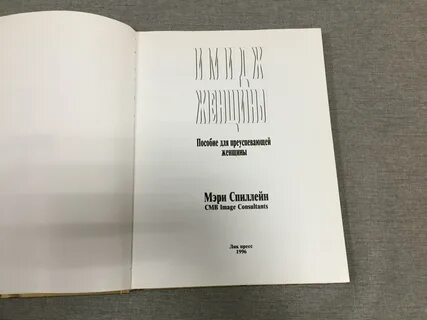 ИМИДЖ
ЖЕНЩИНЫ
Пособие для преуспевающей
женщины
Мэри Спиллейн
CMB Image Consultants
Лик пресс
1996